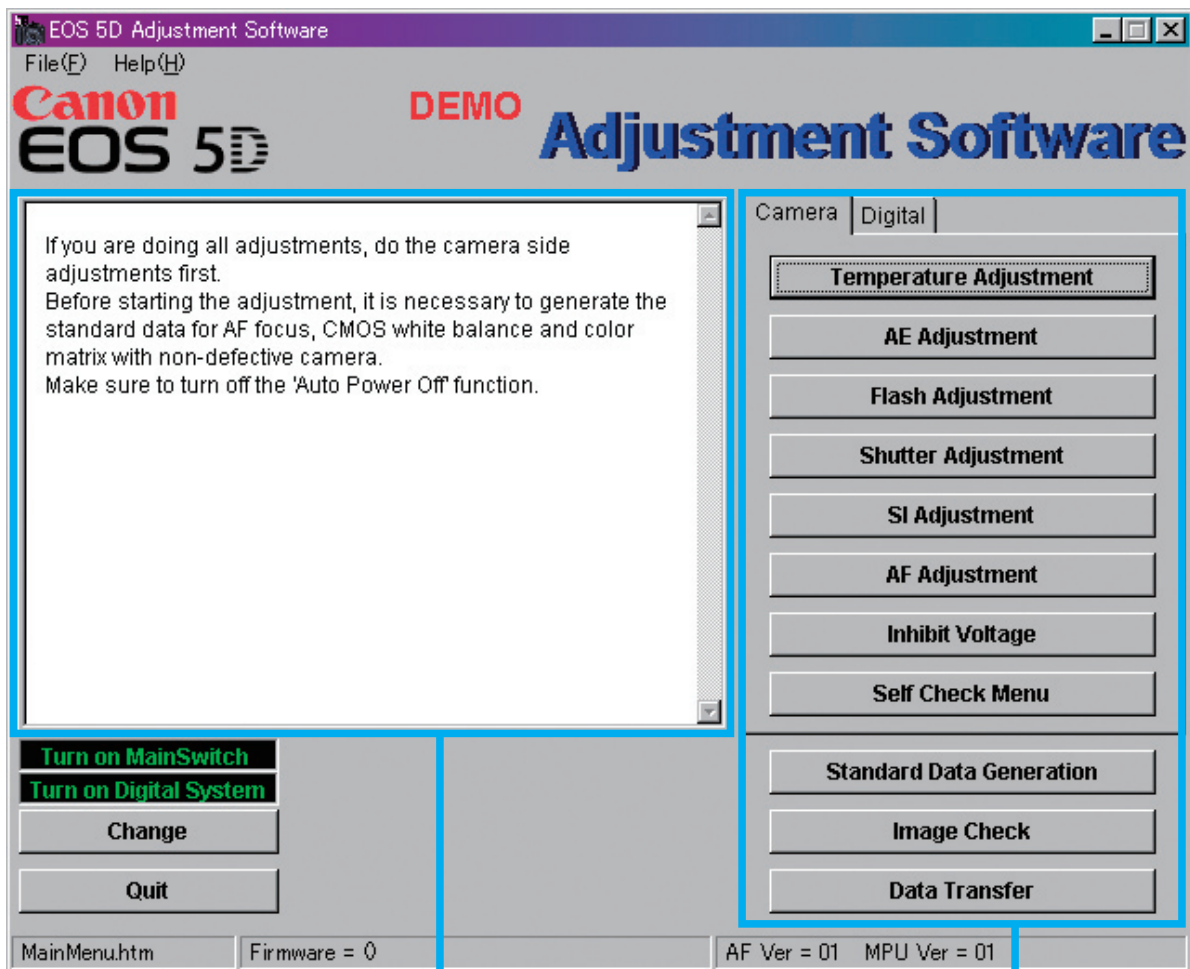 EOS 5D Adjustment Software
File(F) Help(H)
Canon
EOS 5D
DEMO
Adjustment Software
If you are doing all adjustments, do the camera side
adjustments first.
Before starting the adjustment, it is necessary to generate the
standard data for AF focus, CMOS white balance and color
matrix with non-defective camera.
Make sure to turn off the 'Auto Power Off' function.
Camera Digital
Temperature Adjustment
AE Adjustment
Flash Adjustment
Shutter Adjustment
SI Adjustment
AF Adjustment
Inhibit Voltage
Self Check Menu
Standard Data Generation
Image Check
Data Transfer
Turn on MainSwitch
Turn on Digital System
Change
Quit
MainMenu.htm
Firmware = 0
AF Ver = 01 MPU Ver = 01